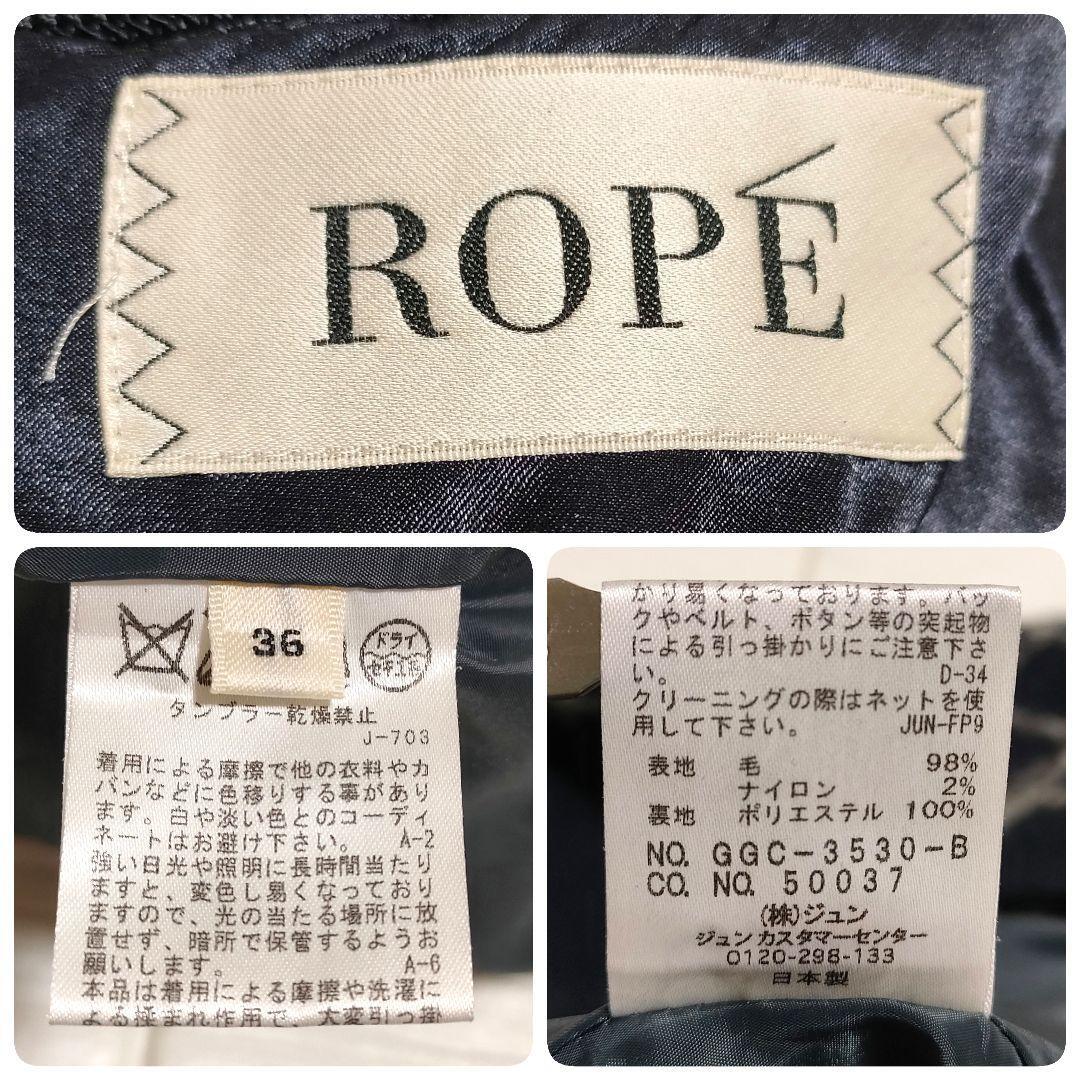 ROPÉ
36
ドライ
セキユ系
タンブラー乾燥禁止
J-703
着用による摩擦で他の衣料やカ
バンなどに色移りする事があり
ます。白や淡い色とのコーディ
ネートはお避け下さい。 A-2
強い日光や照明に長時間当たり
ますと、変色し易くなっており
ますので、光の当たる場所に放
置せず、暗所で保管するようお
願いします。 A-6
本品は着用による摩擦や洗濯に
よる揉まれ作用で、大変引っ掛
かり易くなっております。バッ
クやベルト、ボタン等の突起物
による引っ掛かりにご注意下さ
い。 D-34
クリーニングの際はネットを使
用して下さい。 JUN-FP9
表地 毛 98%
ナイロン 2%
裏地 ポリエステル 100%
NO. GGC-3530-B
CO. NO. 50037
(株)ジュン
ジュンカスタマーセンター
0120-298-133
日本製